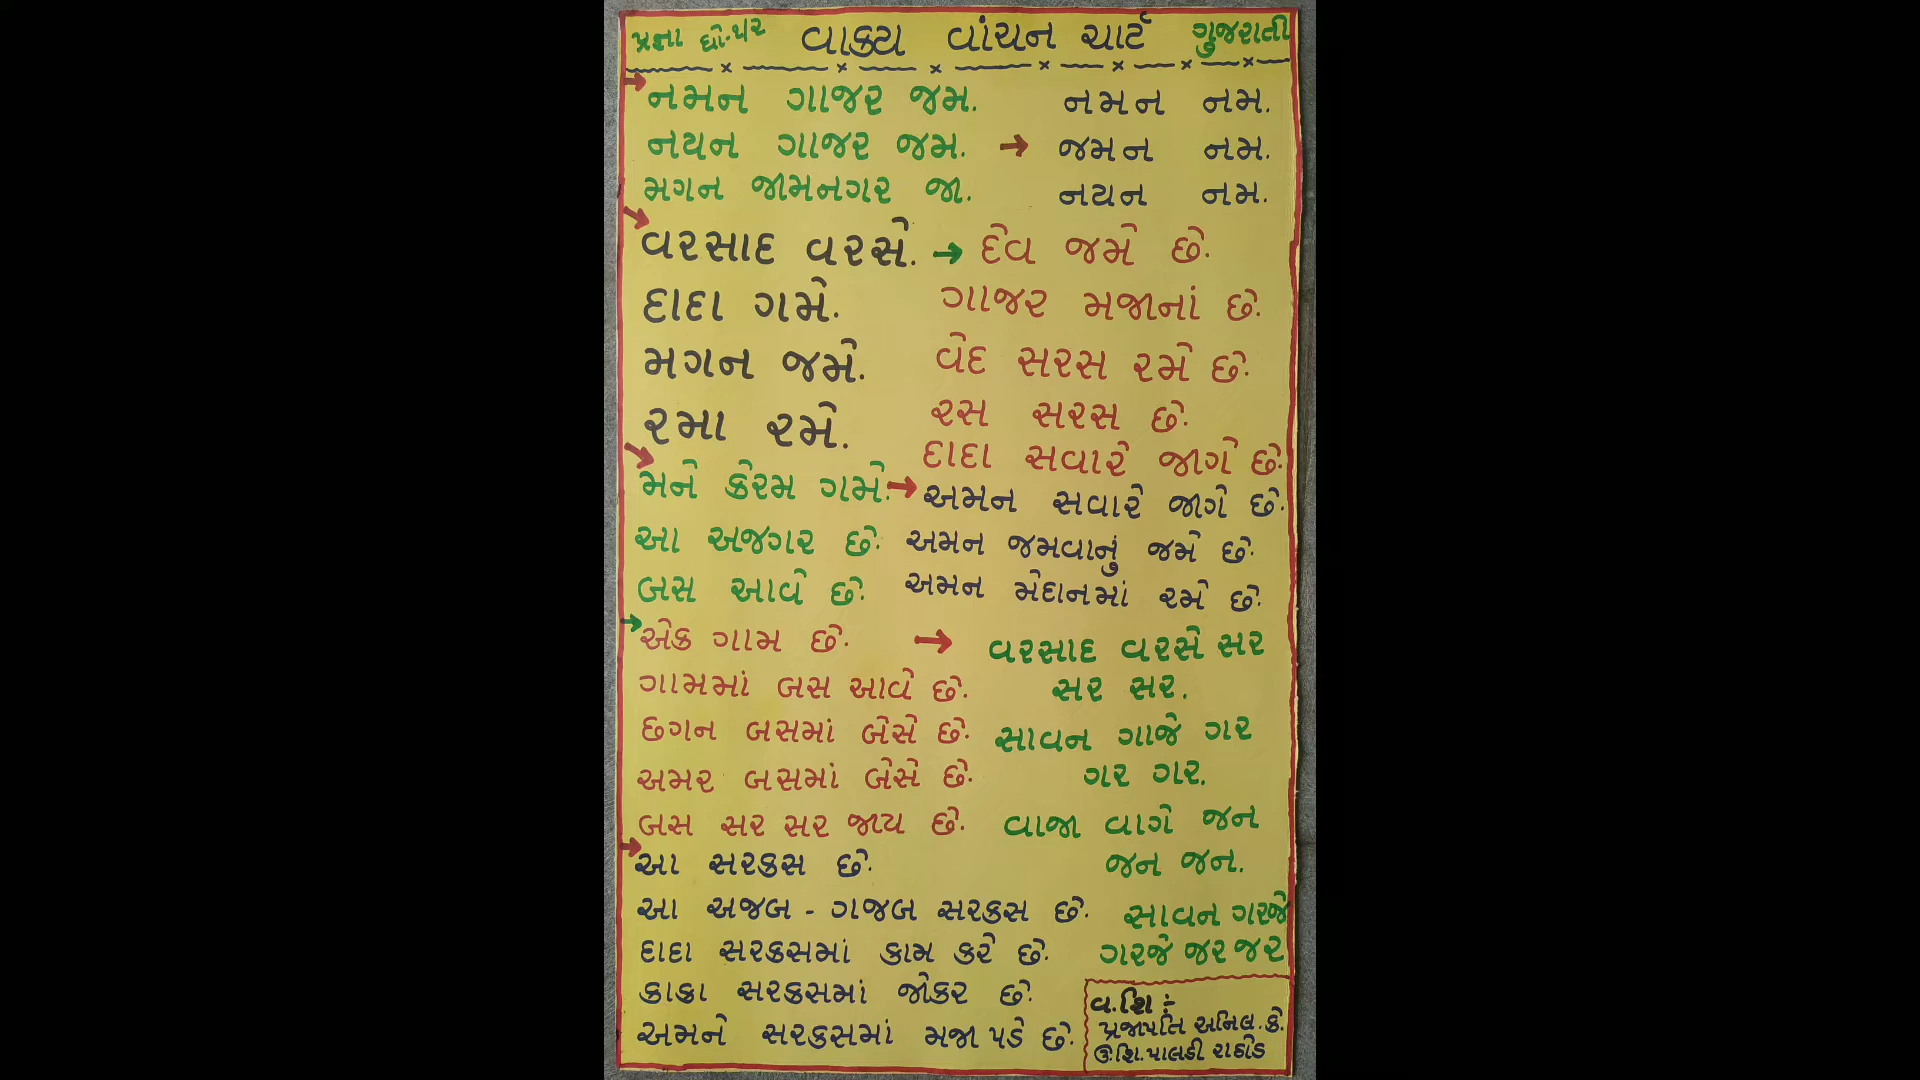 પ્રજ્ઞા ધો-૧/૨ વાક્ય વાંચન ચાર્ટ ગુજરાતી
નમન ગાજર જમ.
નયન ગાજર જમ.
મગન જામનગર જા.
નમન નમ.
જમન નમ.
નયન નમ.
વરસાદ વરસે.
દાદા ગમે.
મગન જમે.
રમા રમે.
દેવ જમે છે.
ગાજર મજાનાં છે.
વેદ સરસ રમે છે.
રસ સરસ છે.
દાદા સવારે જાગે છે.
મને કેરમ ગમે.
આ અજગર છે.
બસ આવે છે.
અમન સવારે જાગે છે.
અમન જમવાનું જમે છે.
અમન મેદાનમાં રમે છે.
એક ગામ છે.
ગામમાં બસ આવે છે.
છગન બસમાં બેસે છે.
અમર બસમાં બેસે છે.
બસ સર સર જાય છે.
વરસાદ વરસે સર
સર સર.
સાવન ગાજે ગર
ગર ગર.
વાજા વાગે જન
જન જન.
સાવન ગરજે
ગરજે જર જર
આ સરકસ છે.
આ અજબ - ગજબ સરકસ છે.
દાદા સરકસમાં કામ કરે છે.
કાકા સરકસમાં જોકર છે.
અમને સરકસમાં મજા પડે છે.
વ.શિ :-
પ્રજાપતિ અનિલ.કે.
ઉ.શિ.પાલડી રાઠોડ